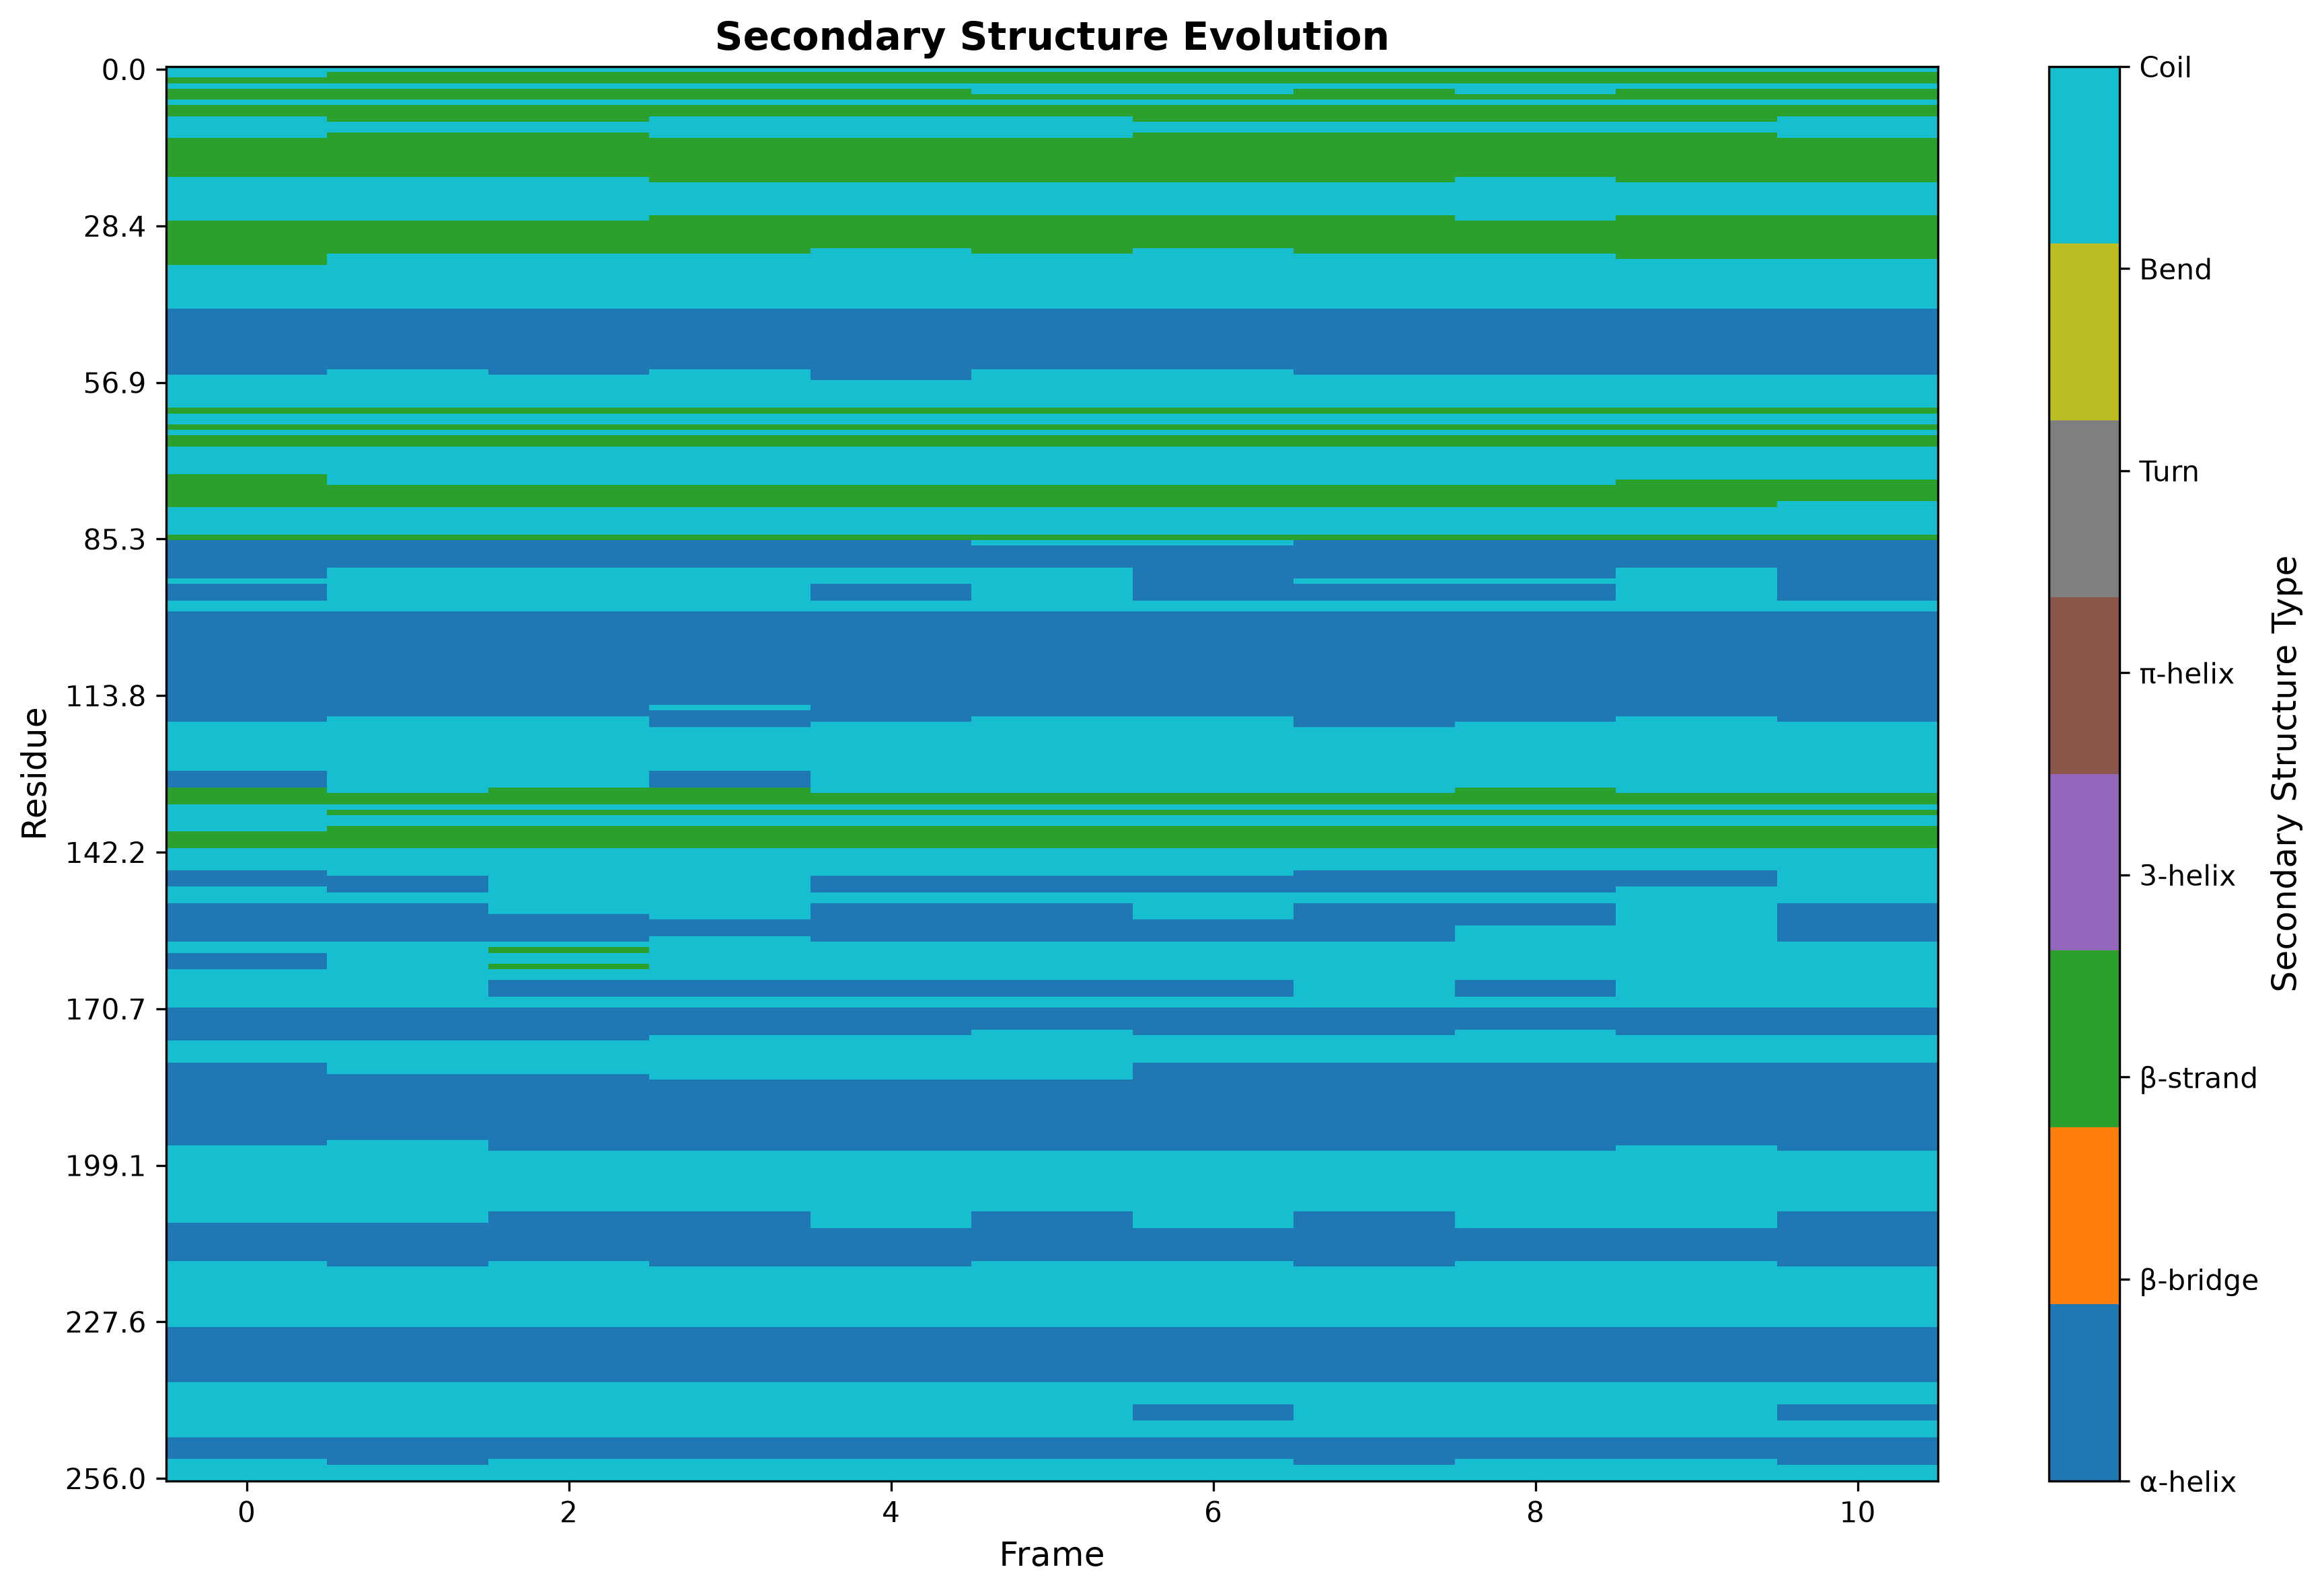 Secondary Structure Evolution
0.0
28.4
56.9
85.3
113.8
142.2
170.7
199.1
227.6
256.0
Residue
0
2
4
6
8
10
Frame
Coil
Bend
Turn
π-helix
3-helix
β-strand
β-bridge
α-helix
Secondary Structure Type